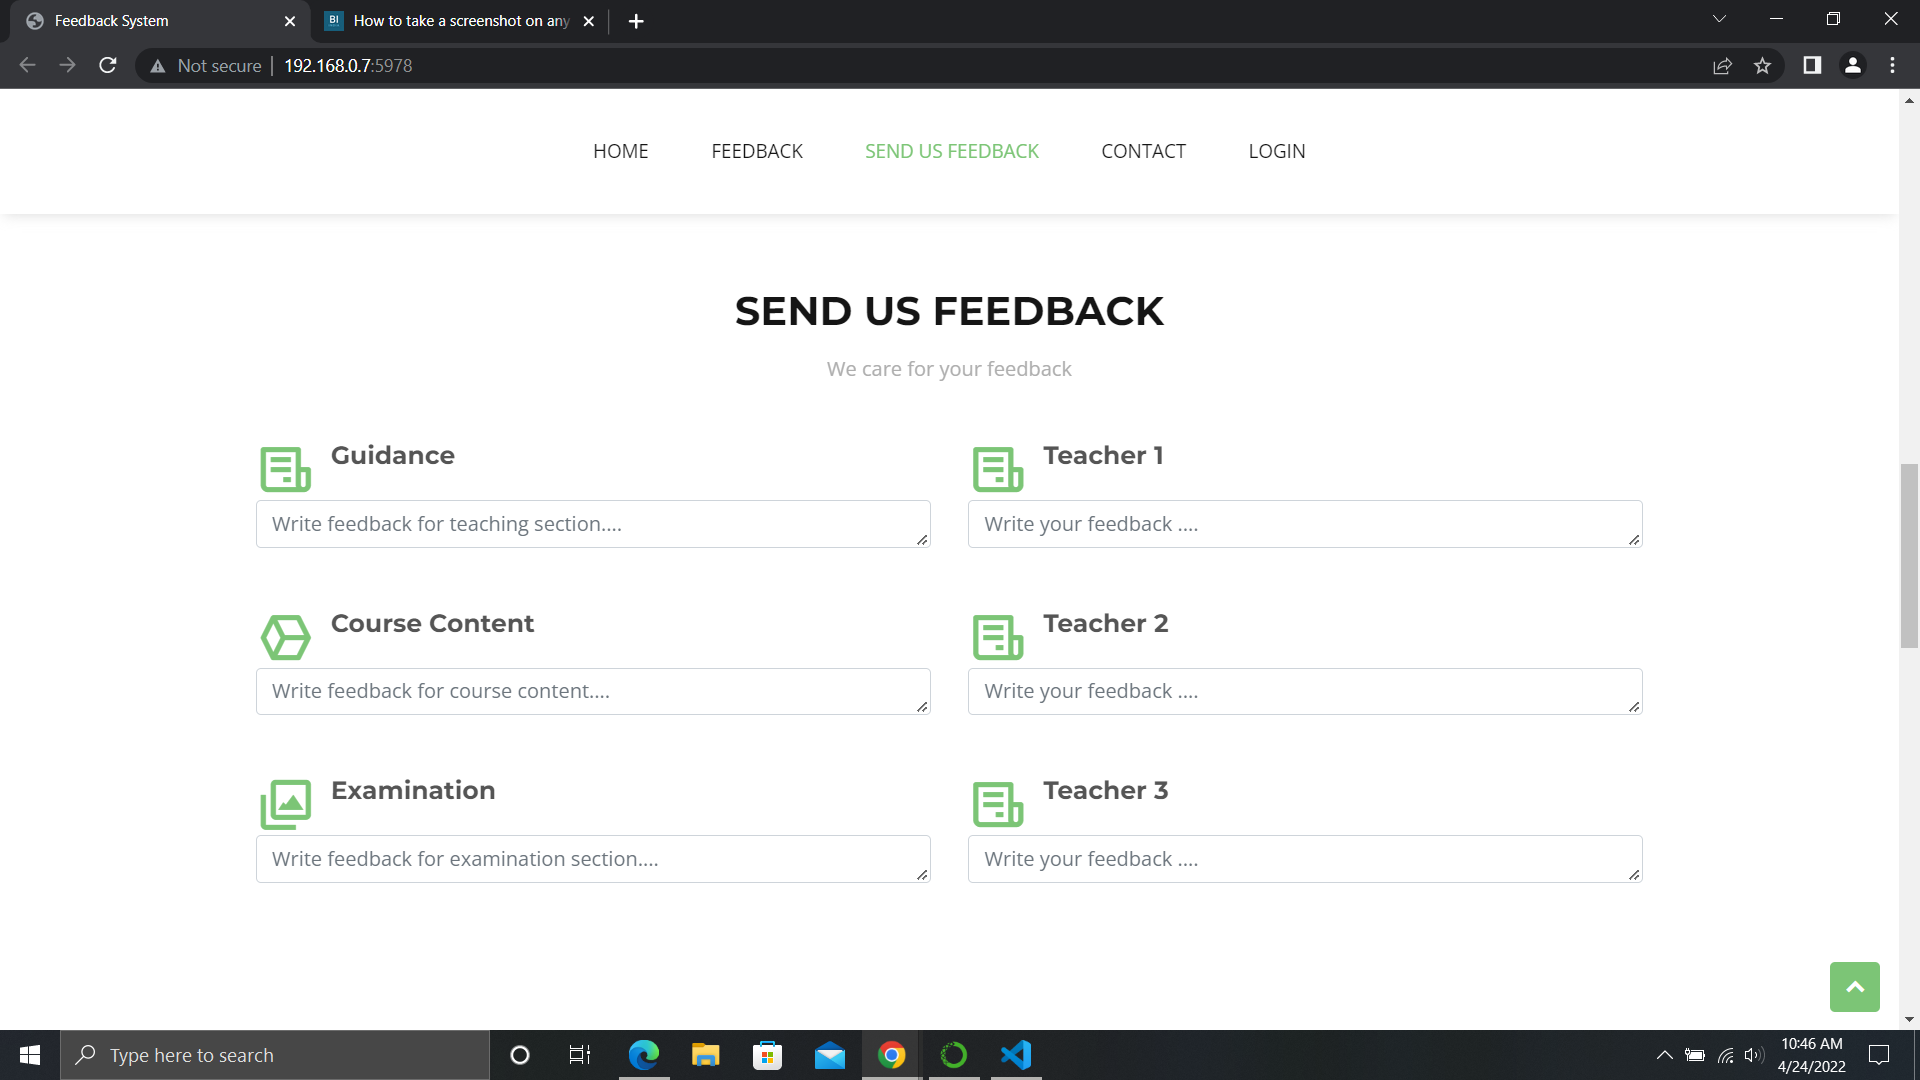 Feedback System
BI How to take a screenshot on any
Not secure 192.168.0.7:5978
HOME FEEDBACK SEND US FEEDBACK CONTACT LOGIN
SEND US FEEDBACK
We care for your feedback
Guidance
Write feedback for teaching section....
Teacher 1
Write your feedback ....
Course Content
Write feedback for course content....
Teacher 2
Write your feedback ....
Examination
Write feedback for examination section....
Teacher 3
Write your feedback ....
Type here to search
10:46 AM
4/24/2022